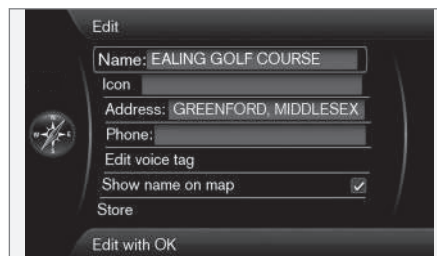 Edit
Name: EALING GOLF COURSE
Icon
Address: GREENFORD, MIDDLESEX
Phone:
Edit voice tag
Show name on map
Store
Edit with OK